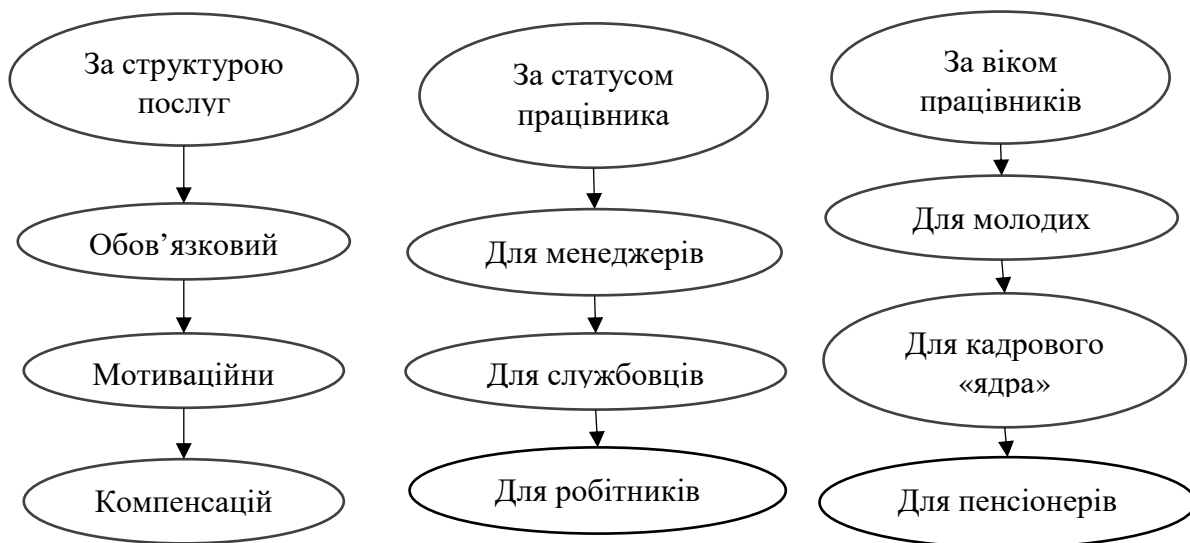 За структурою
послуг
Обов’язковий
Мотиваційни
Компенсацій
За статусом
працівника
Для менеджерів
Для службовців
Для робітників
За віком
працівників
Для молодих
Для кадрового
«ядра»
Для пенсіонерів